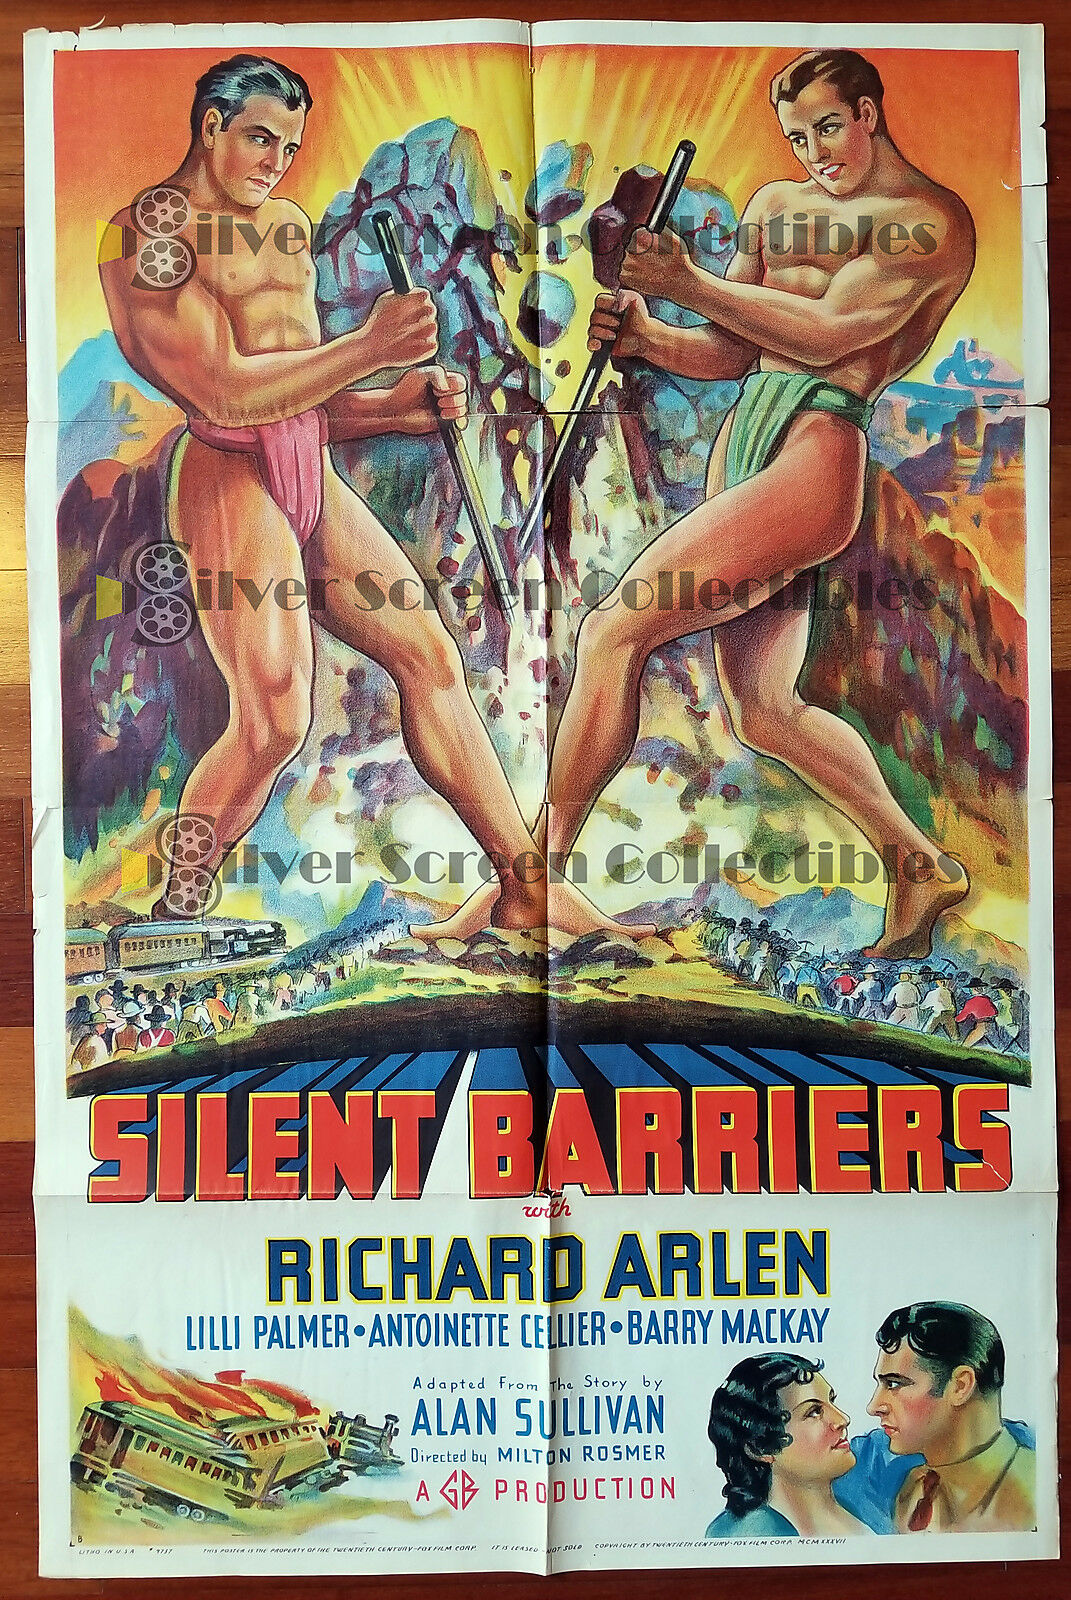 Silver Screen Collectibles
Silver Screen Collectibles
Silver Screen Collectibles
SILENT BARRIERS
with
RICHARD ARLEN
LILLI PALMER • ANTOINETTE CELLIER • BARRY MACKAY
Adapted From The Story by
ALAN SULLIVAN
Directed by MILTON ROSMER
A GB PRODUCTION
B
LITHO IN U.S.A. THIS POSTER IS THE PROPERTY OF THE TWENTIETH CENTURY-FOX FILM CORP. IT IS LEASED - NOT SOLD COPYRIGHT BY TWENTIETH CENTURY-FOX FILM CORP. MCMXXXVII